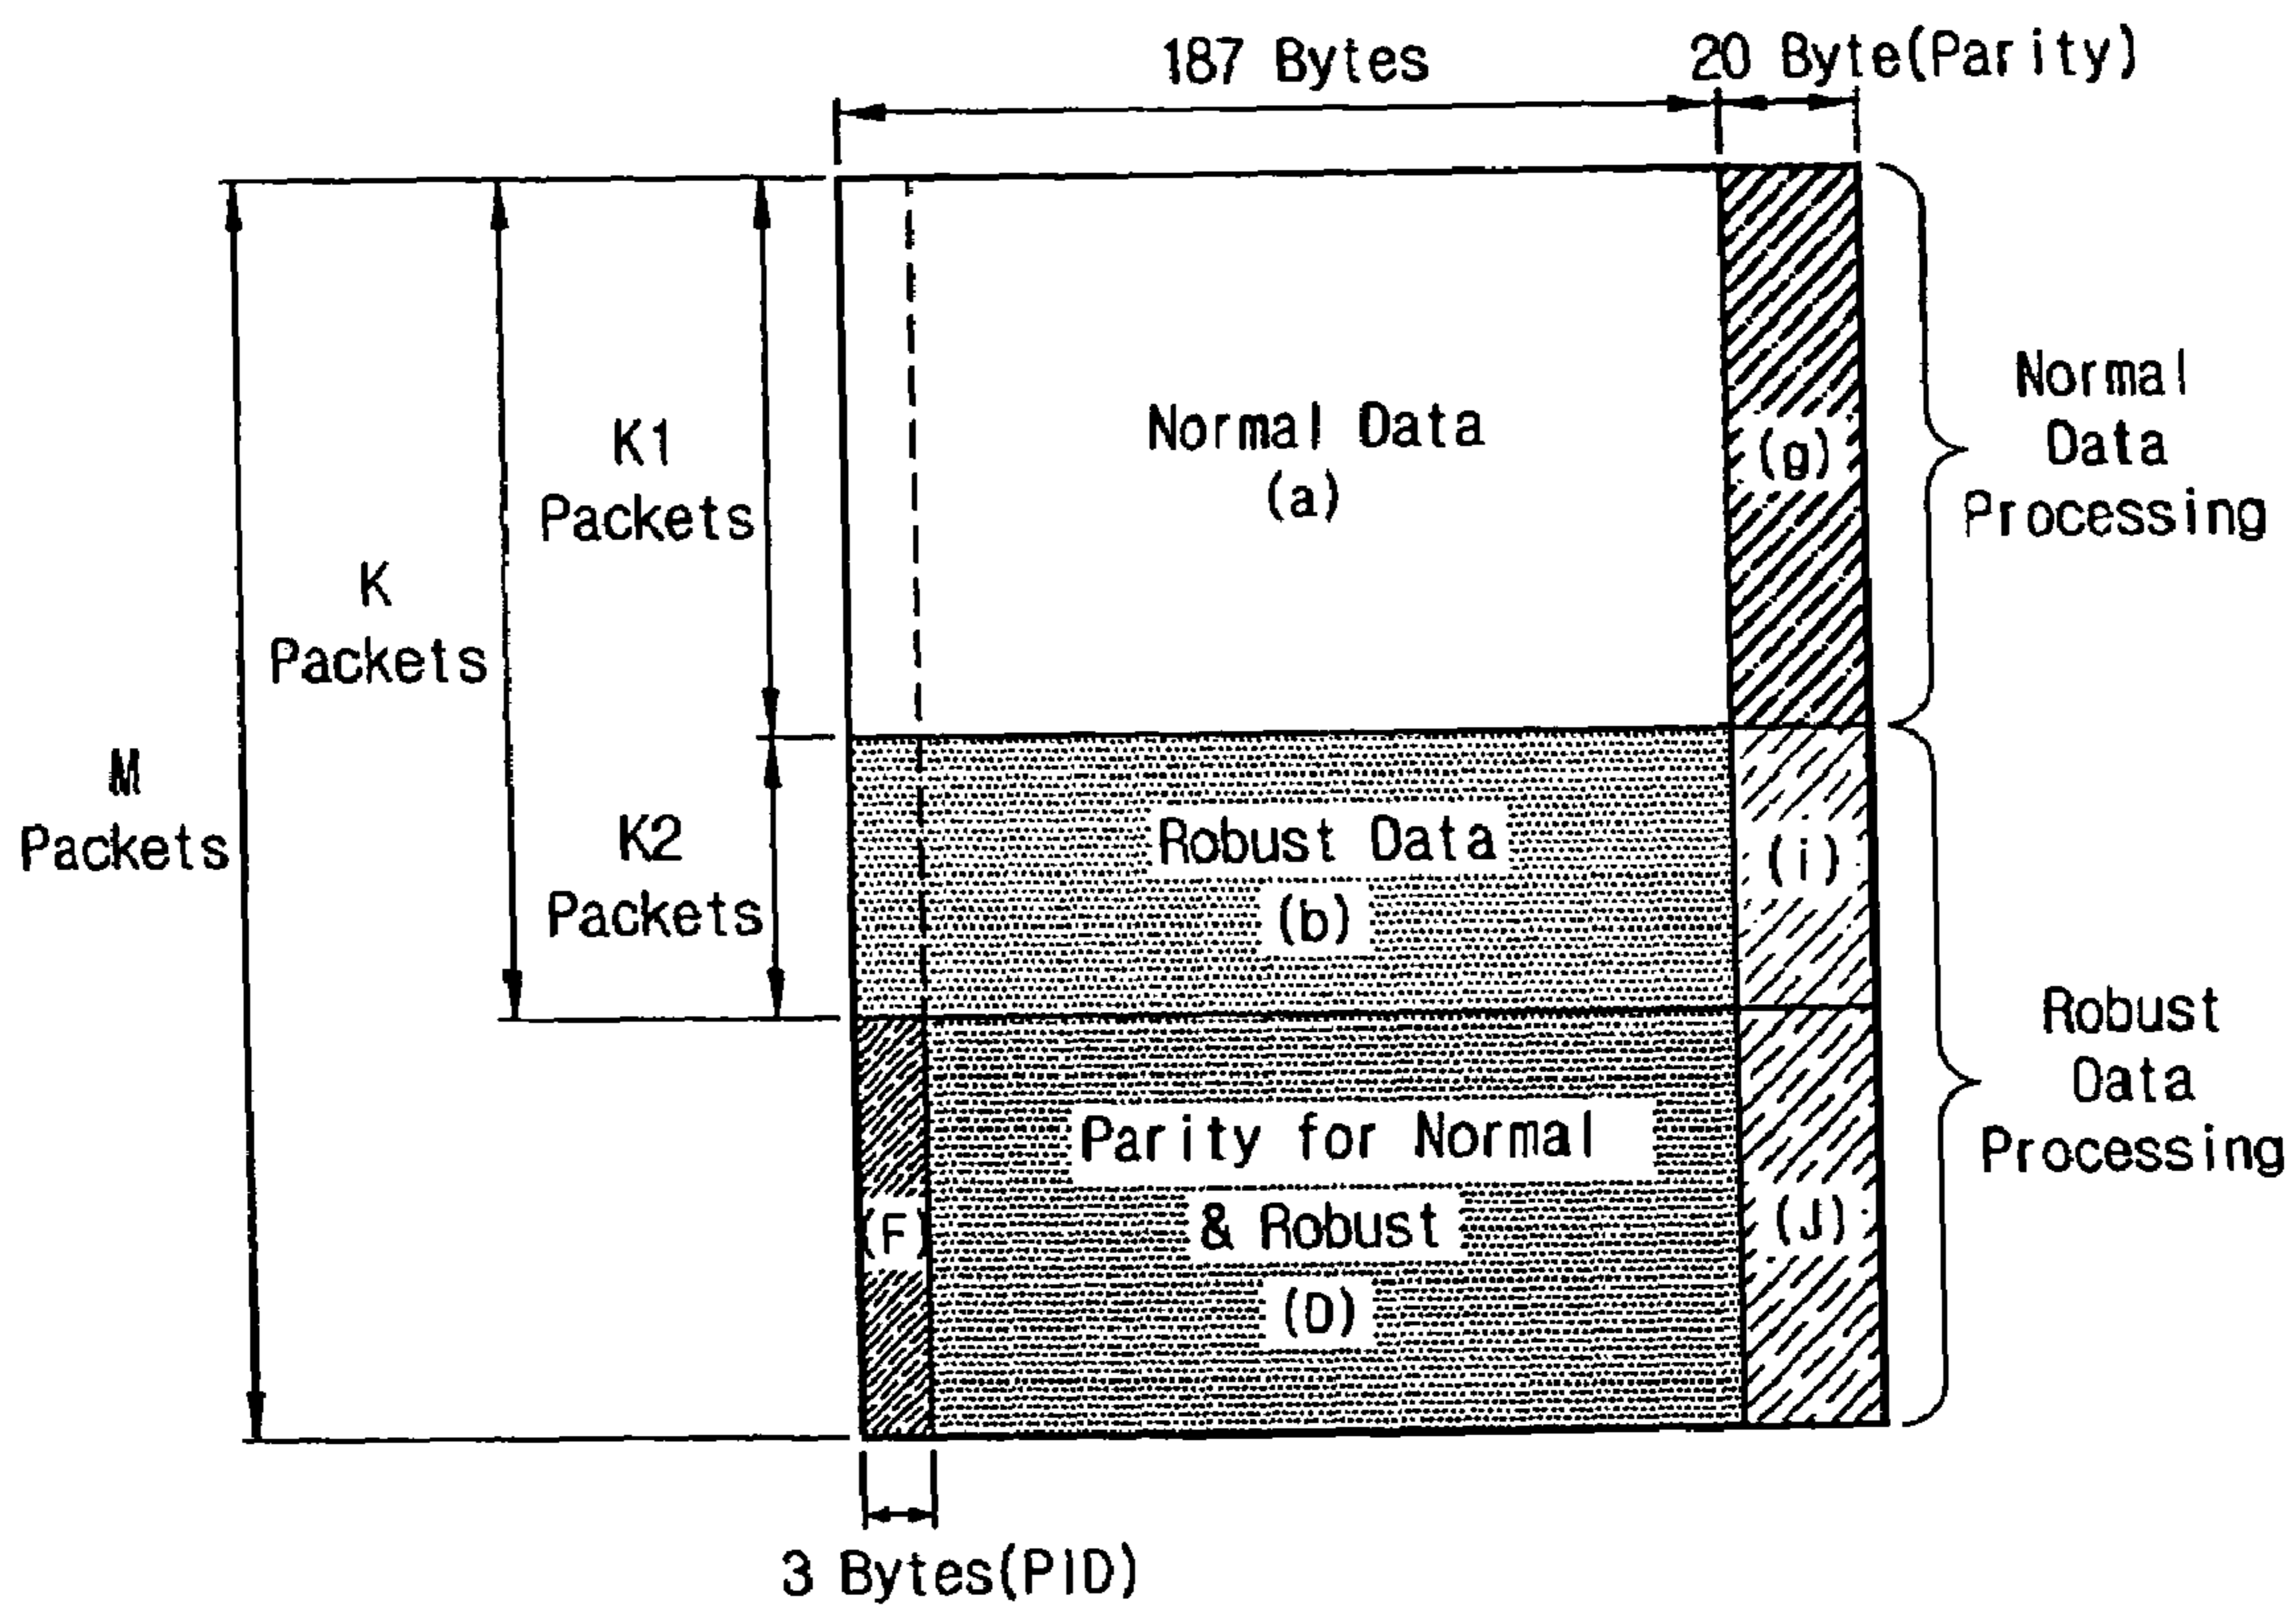 187 Bytes
20 Byte(Parity)
Normal Data
(a)
(g)
Normal
Data
Processing
K1
Packets
K
Packets
M
Packets
K2
Packets
Robust Data
(b)
(i)
Robust
Data
Processing
Parity for Normal
& Robust
(D)
(F)
(J)
3 Bytes(PID)